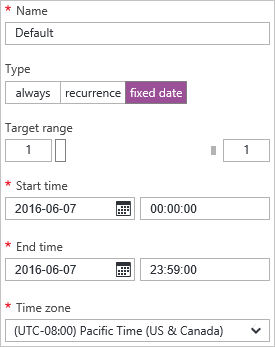 * Name
Default
Type
always recurrence fixed date
Target range
1 1
* Start time
2016-06-07 00:00:00
* End time
2016-06-07 23:59:00
* Time zone
(UTC-08:00) Pacific Time (US & Canada)